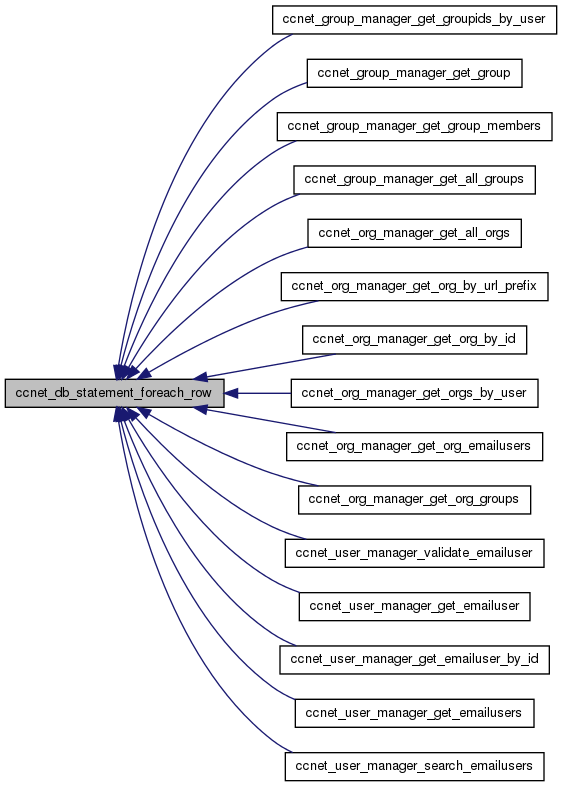 ccnet_group_manager_get_groupids_by_user
ccnet_group_manager_get_group
ccnet_group_manager_get_group_members
ccnet_group_manager_get_all_groups
ccnet_org_manager_get_all_orgs
ccnet_org_manager_get_org_by_url_prefix
ccnet_org_manager_get_org_by_id
ccnet_db_statement_foreach_row
ccnet_org_manager_get_orgs_by_user
ccnet_org_manager_get_org_emailusers
ccnet_org_manager_get_org_groups
ccnet_user_manager_validate_emailuser
ccnet_user_manager_get_emailuser
ccnet_user_manager_get_emailuser_by_id
ccnet_user_manager_get_emailusers
ccnet_user_manager_search_emailusers